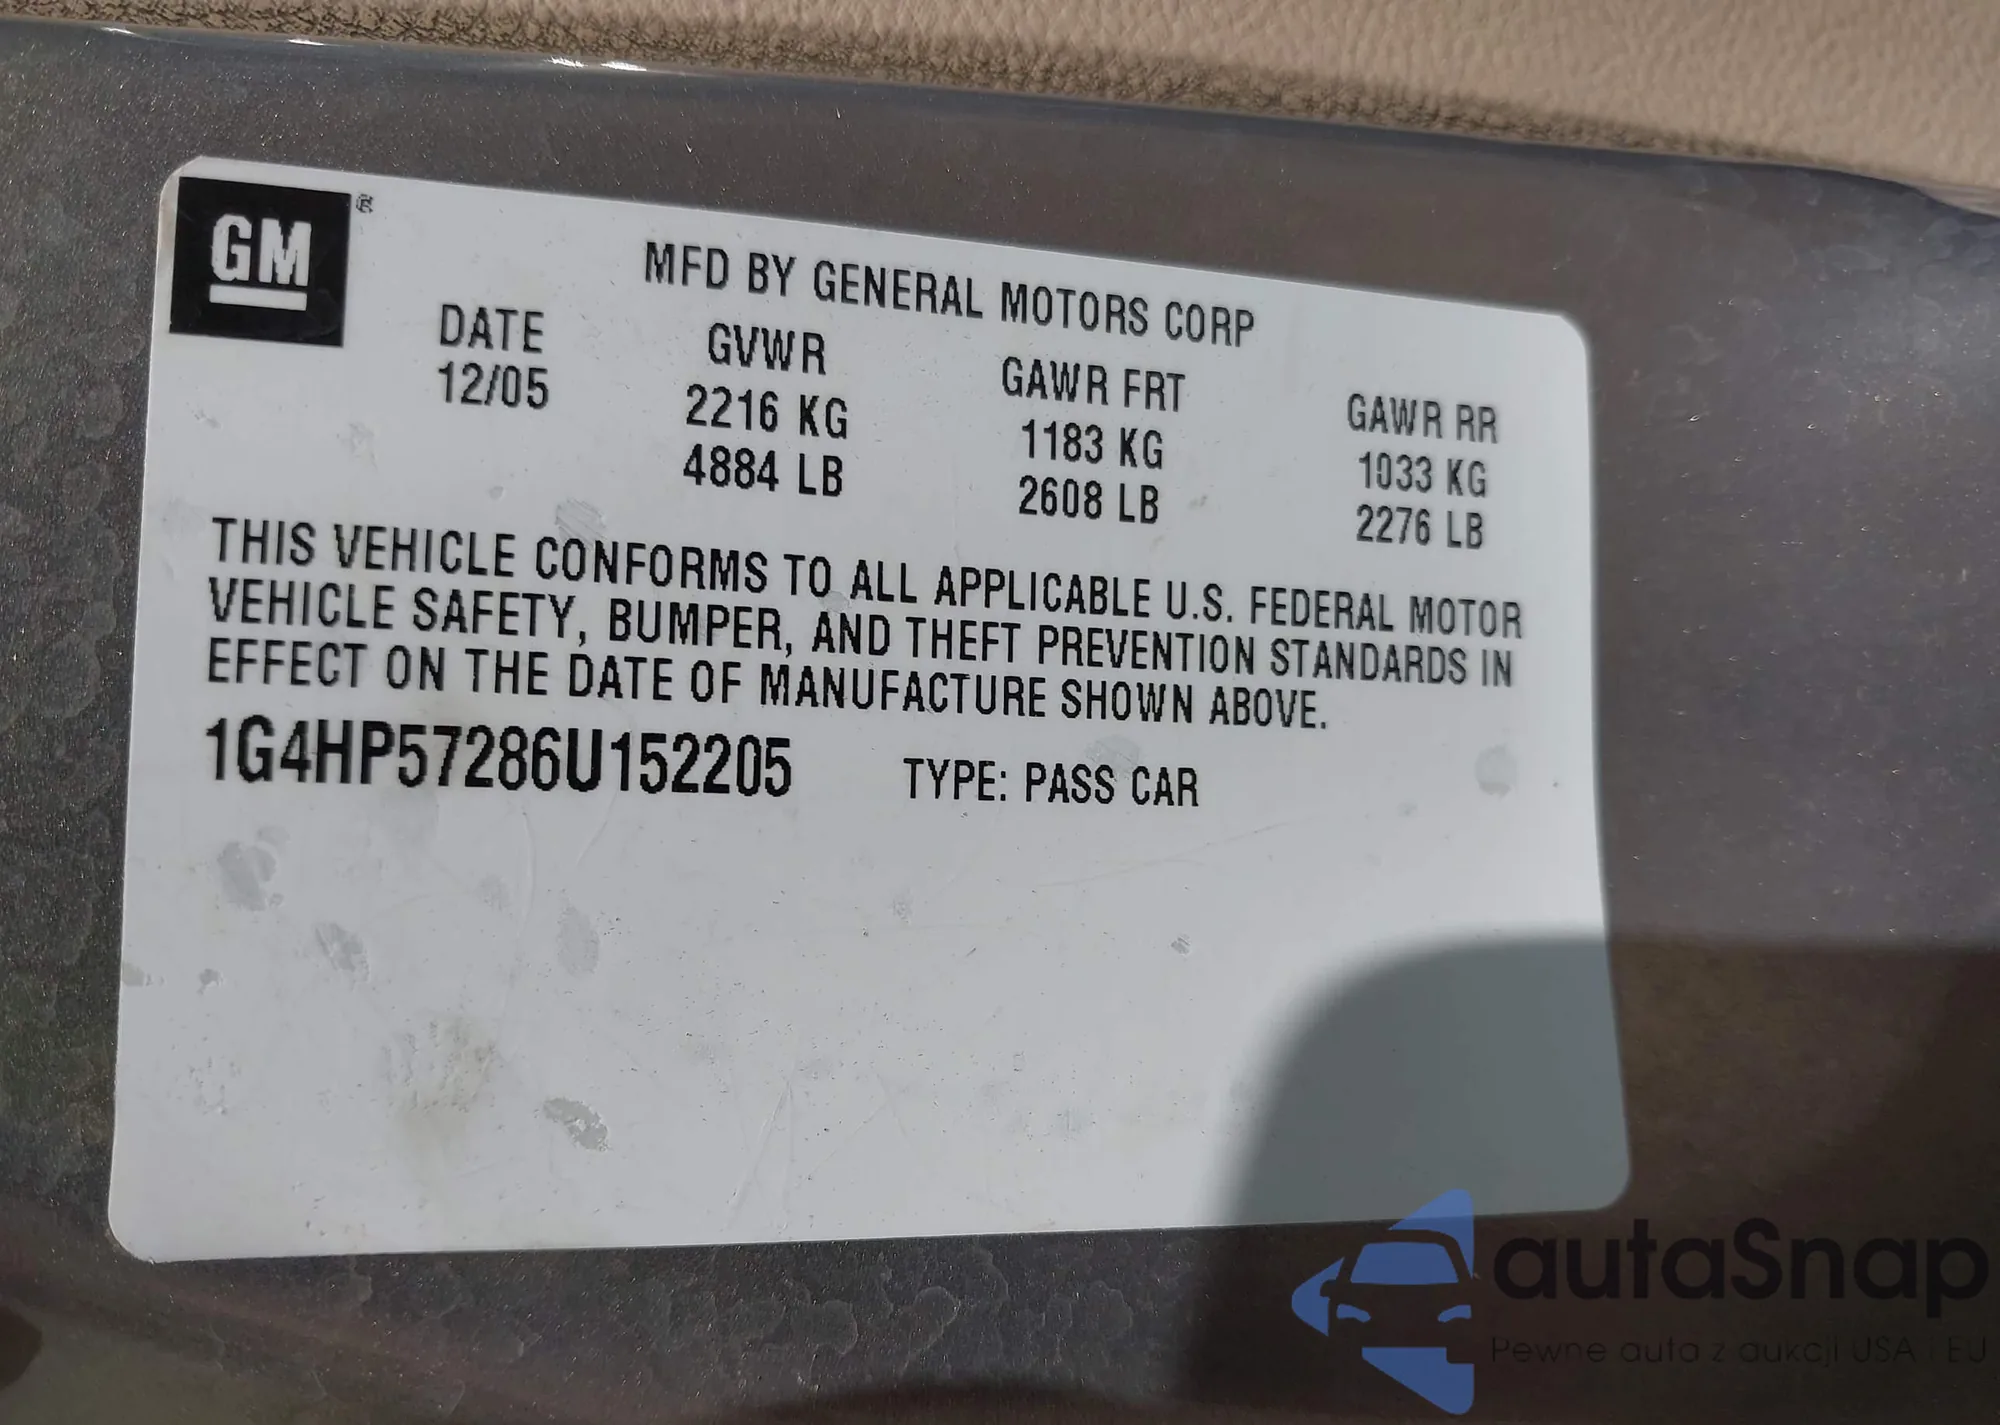 GM ®
MFD BY GENERAL MOTORS CORP
DATE GVWR GAWR FRT GAWR RR
12/05 2216 KG 1183 KG 1033 KG
4884 LB 2608 LB 2276 LB
THIS VEHICLE CONFORMS TO ALL APPLICABLE U.S. FEDERAL MOTOR
VEHICLE SAFETY, BUMPER, AND THEFT PREVENTION STANDARDS IN
EFFECT ON THE DATE OF MANUFACTURE SHOWN ABOVE.
1G4HP57286U152205 TYPE: PASS CAR
autaSnap
Pewne auta z aukcji USA i EU